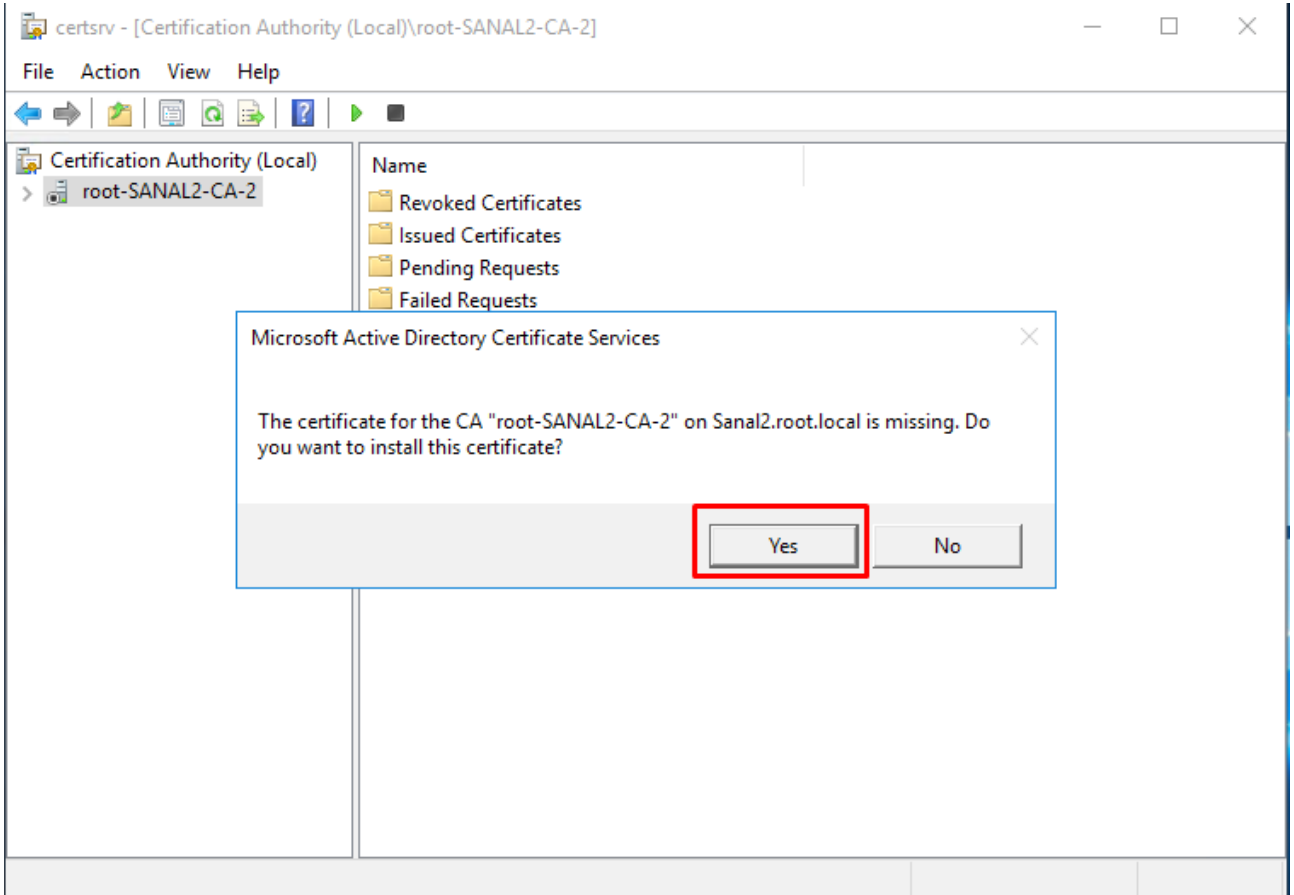 certsrv - [Certification Authority (Local)\root-SANAL2-CA-2]
File Action View Help
Certification Authority (Local)
root-SANAL2-CA-2
Name
Revoked Certificates
Issued Certificates
Pending Requests
Failed Requests
Microsoft Active Directory Certificate Services
The certificate for the CA "root-SANAL2-CA-2" on Sanal2.root.local is missing. Do
you want to install this certificate?
Yes No